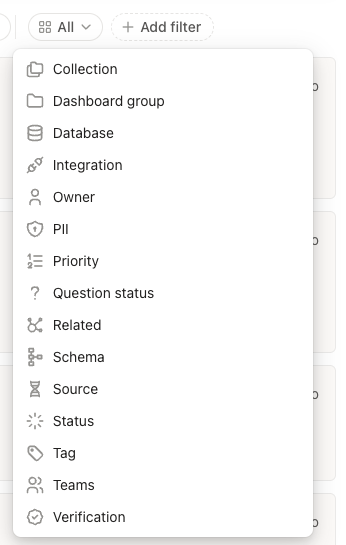 All
Add filter
Collection
Dashboard group
Database
Integration
Owner
PII
Priority
Question status
Related
Schema
Source
Status
Tag
Teams
Verification